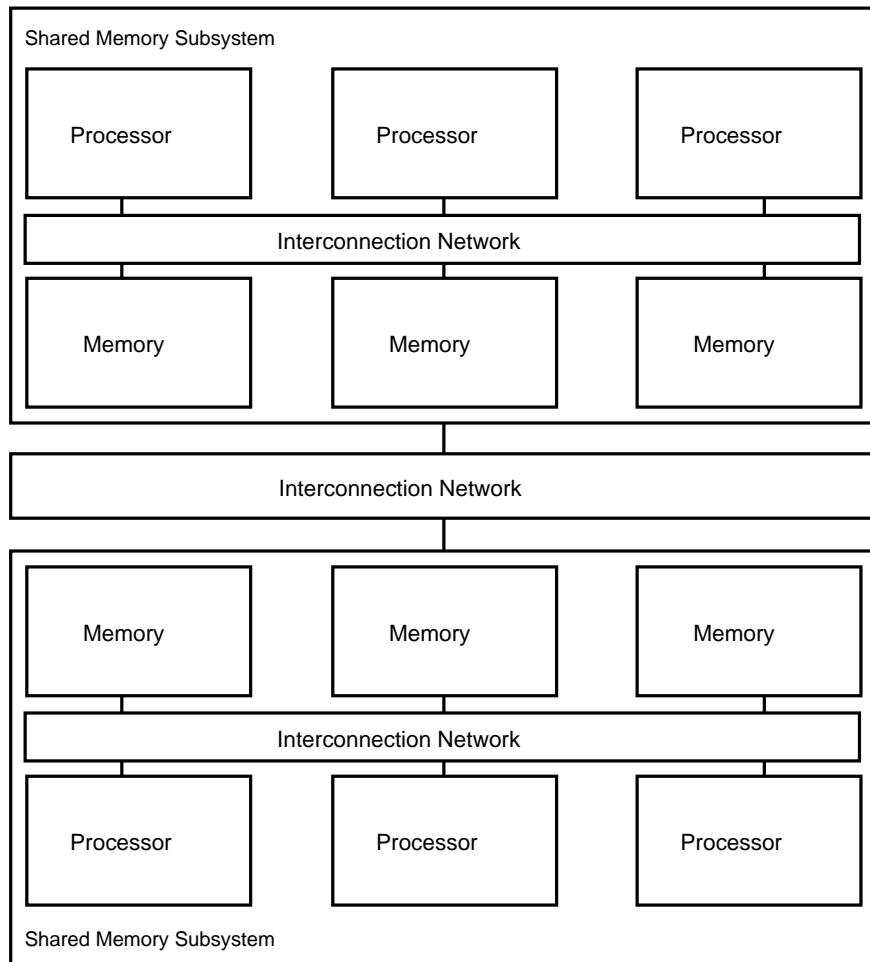 Shared Memory Subsystem
Processor Processor Processor
Interconnection Network
Memory Memory Memory
Interconnection Network
Memory Memory Memory
Interconnection Network
Processor Processor Processor
Shared Memory Subsystem